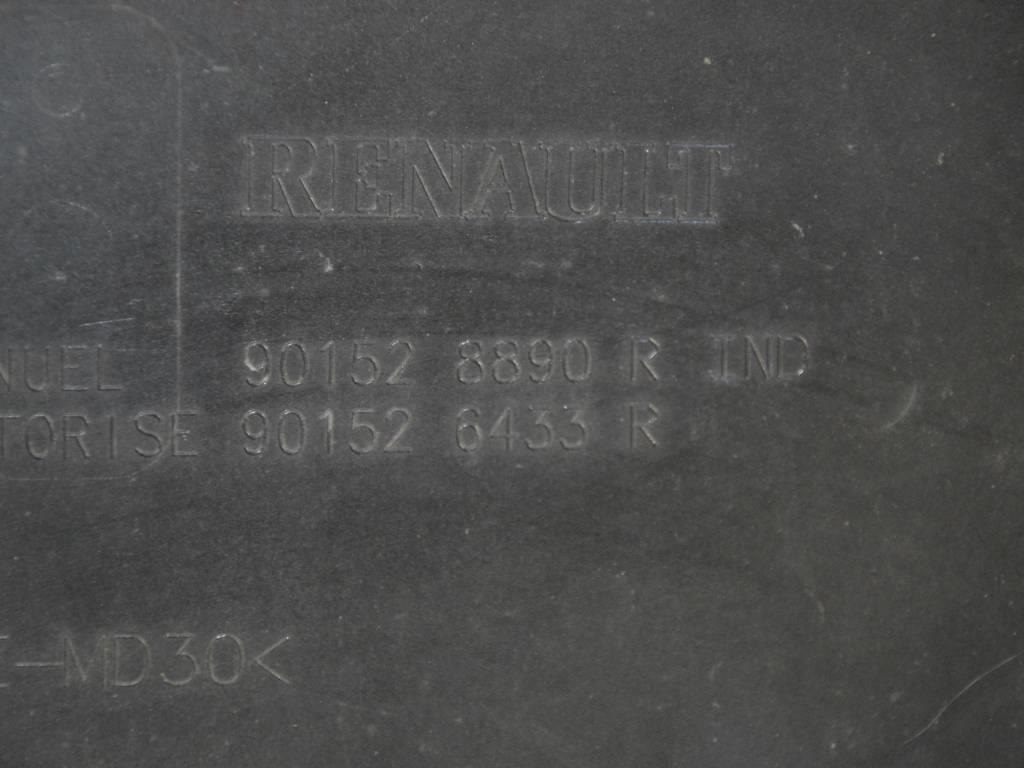 RENAULT
NUEL 90152 8890 R IND
TORISE 90152 6433 R
E-MD30<